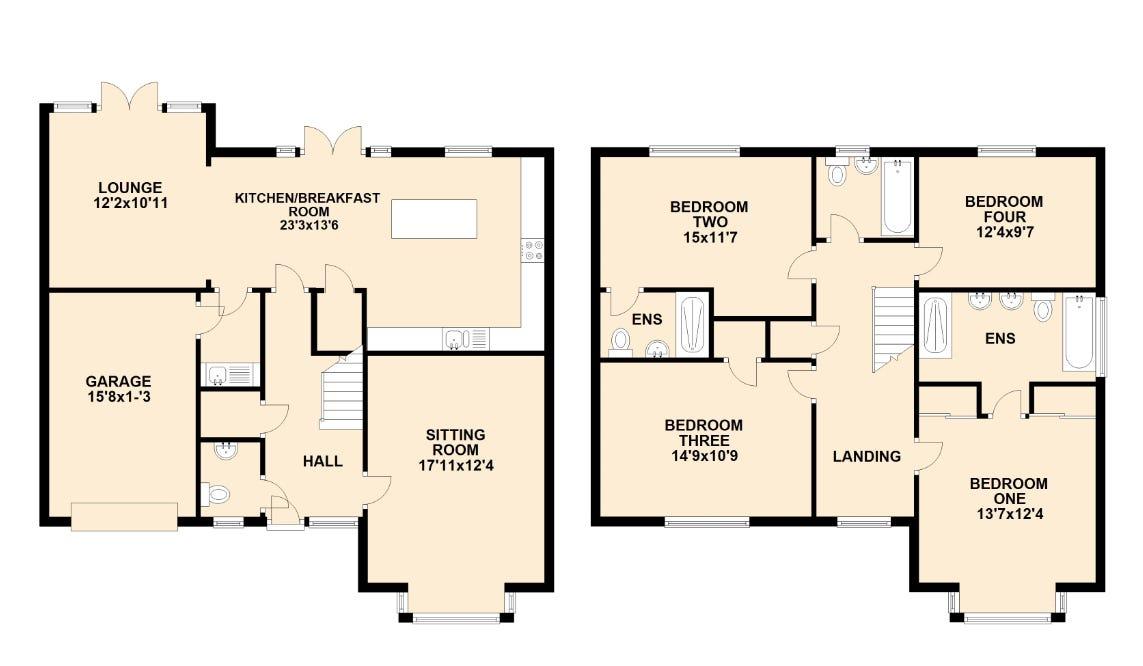 LOUNGE
12'2x10'11
KITCHEN/BREAKFAST
ROOM
23'3x13'6
GARAGE
15'8x1-'3
HALL
SITTING
ROOM
17'11x12'4
BEDROOM
TWO
15x11'7
BEDROOM
FOUR
12'4x9'7
ENS
ENS
BEDROOM
THREE
14'9x10'9
LANDING
BEDROOM
ONE
13'7x12'4